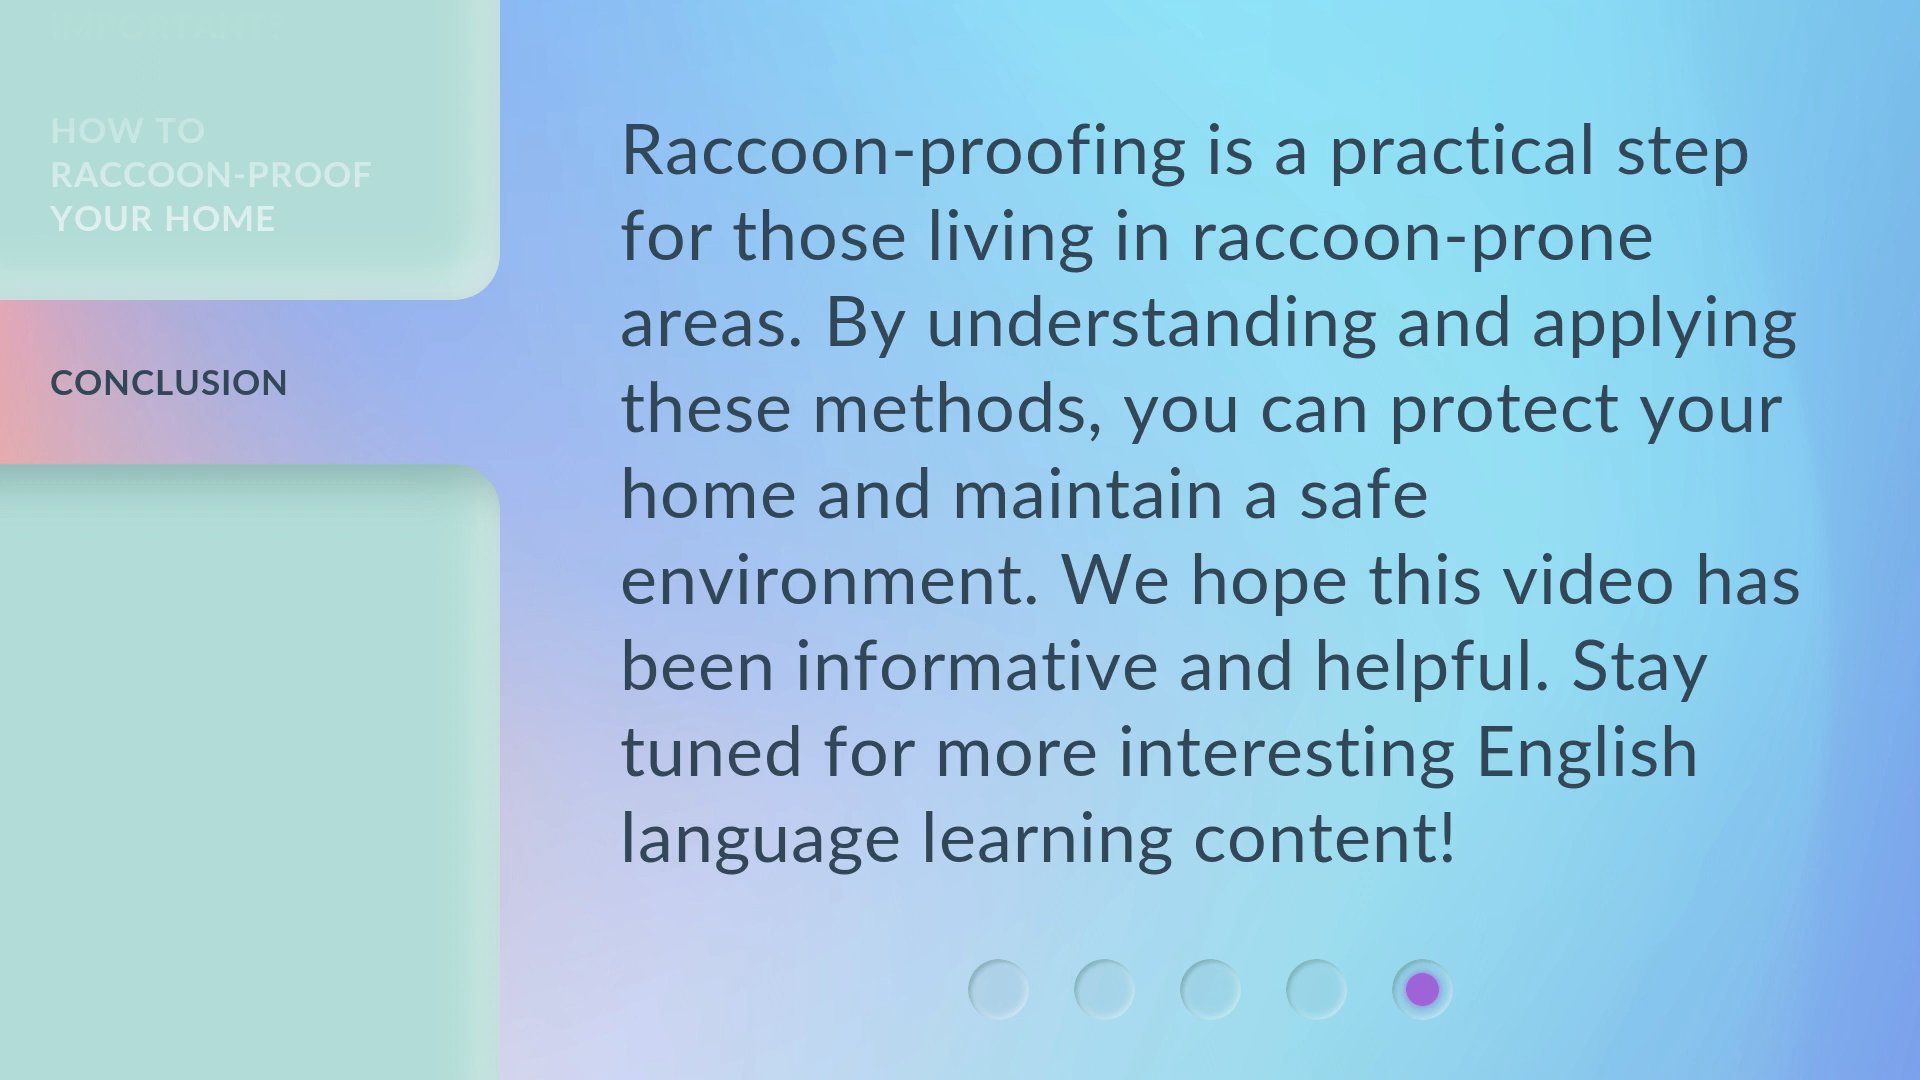 IMPORTANT?
HOW TO
RACCOON-PROOF
YOUR HOME
CONCLUSION
Raccoon-proofing is a practical step
for those living in raccoon-prone
areas. By understanding and applying
these methods, you can protect your
home and maintain a safe
environment. We hope this video has
been informative and helpful. Stay
tuned for more interesting English
language learning content!